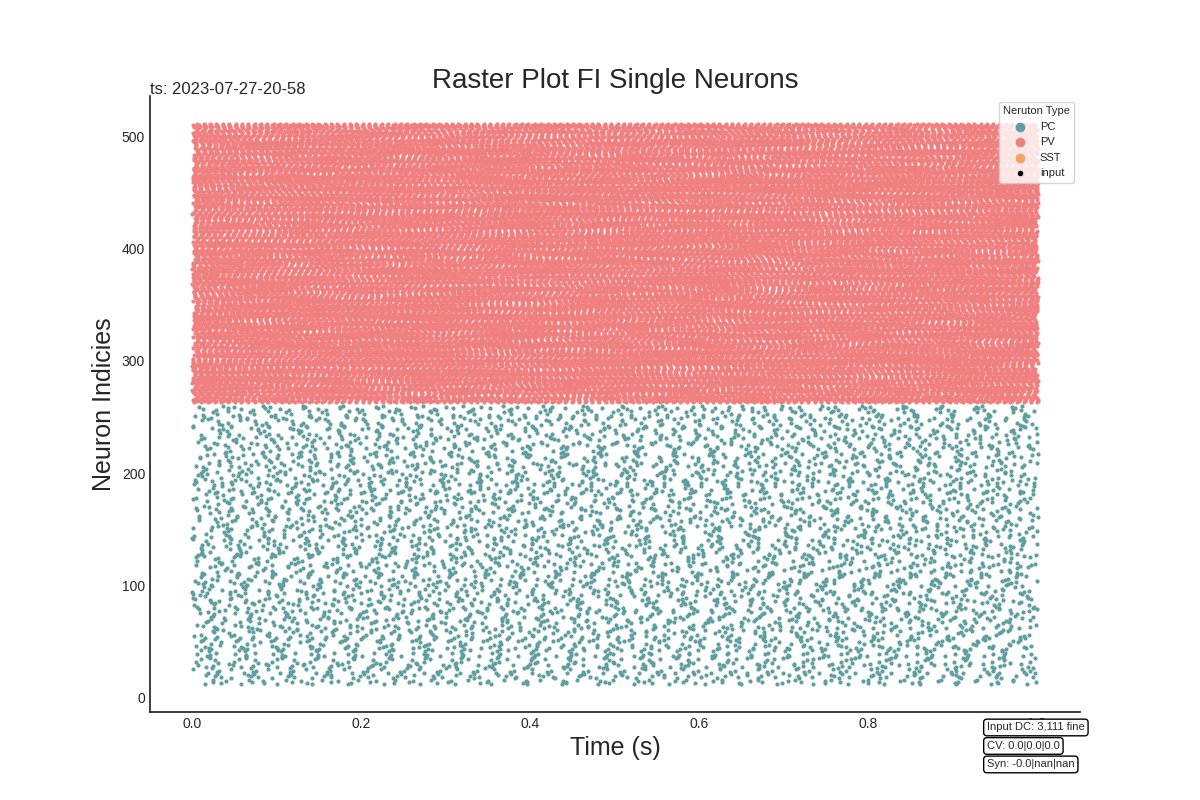 Raster Plot FI Single Neurons
ts: 2023-07-27-20-58
Neruton Type
PC
PV
SST
input
500
400
300
200
100
0
Neuron Indicies
0.0 0.2 0.4 0.6 0.8
Time (s)
Input DC: 3,111 fine
CV: 0.0|0.0|0.0
Syn: -0.0|nan|nan